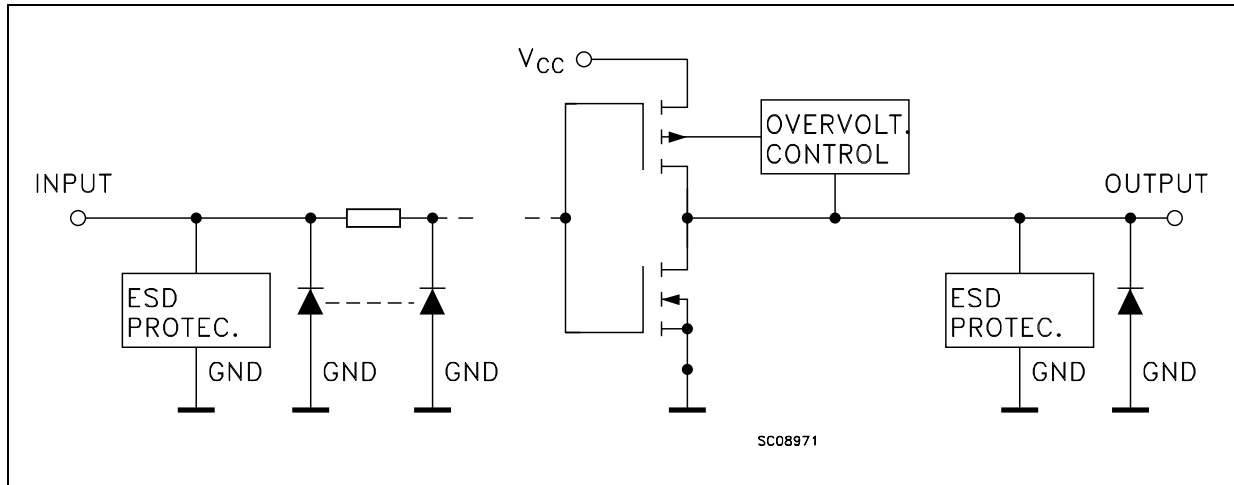 VCC
OVERVOLT.
CONTROL
INPUT
OUTPUT
ESD
PROTEC.
ESD
PROTEC.
GND
GND
GND
GND
GND
SC08971